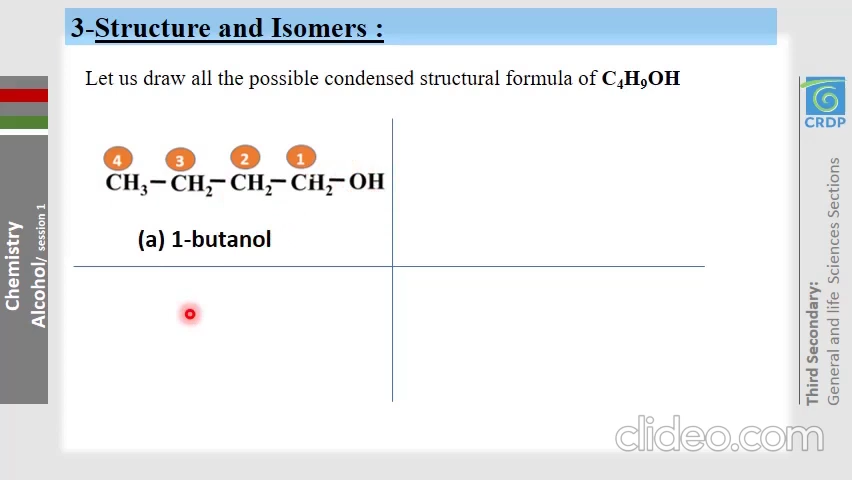 3-Structure and Isomers :
Let us draw all the possible condensed structural formula of C₄H₉OH
4 3 2 1
CH₃–CH₂–CH₂–CH₂–OH
(a) 1-butanol
Chemistry
Alcohol/ session 1
CRDP
Third Secondary:
General and life Sciences Sections
clideo.com